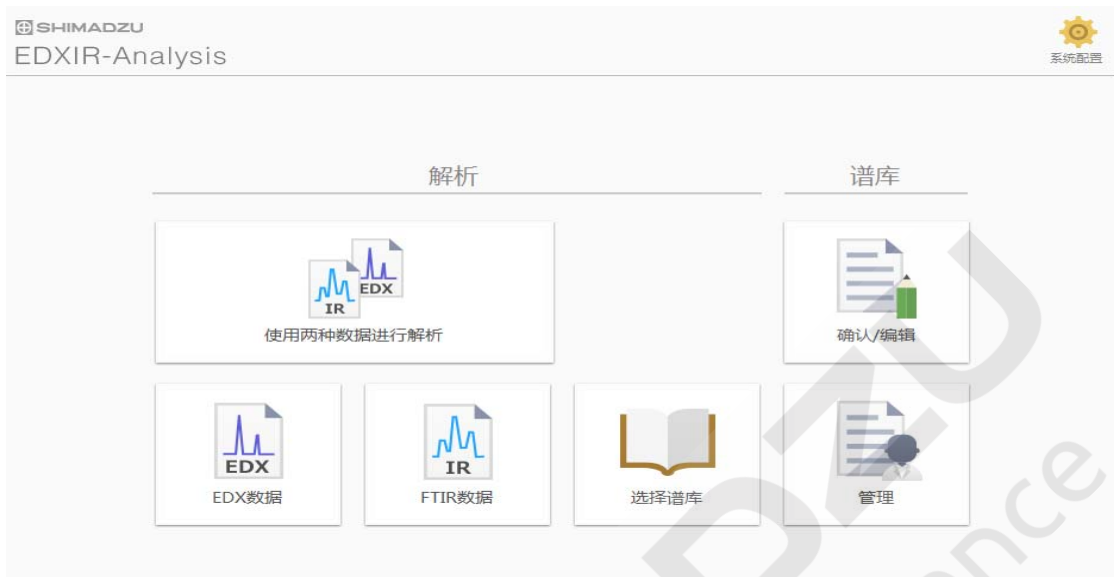 SHIMADZU
EDXIR-Analysis
系统配置
解析
谱库
EDX
IR
使用两种数据进行解析
确认/编辑
EDX
EDX数据
IR
FTIR数据
选择谱库
管理
DZU
ence